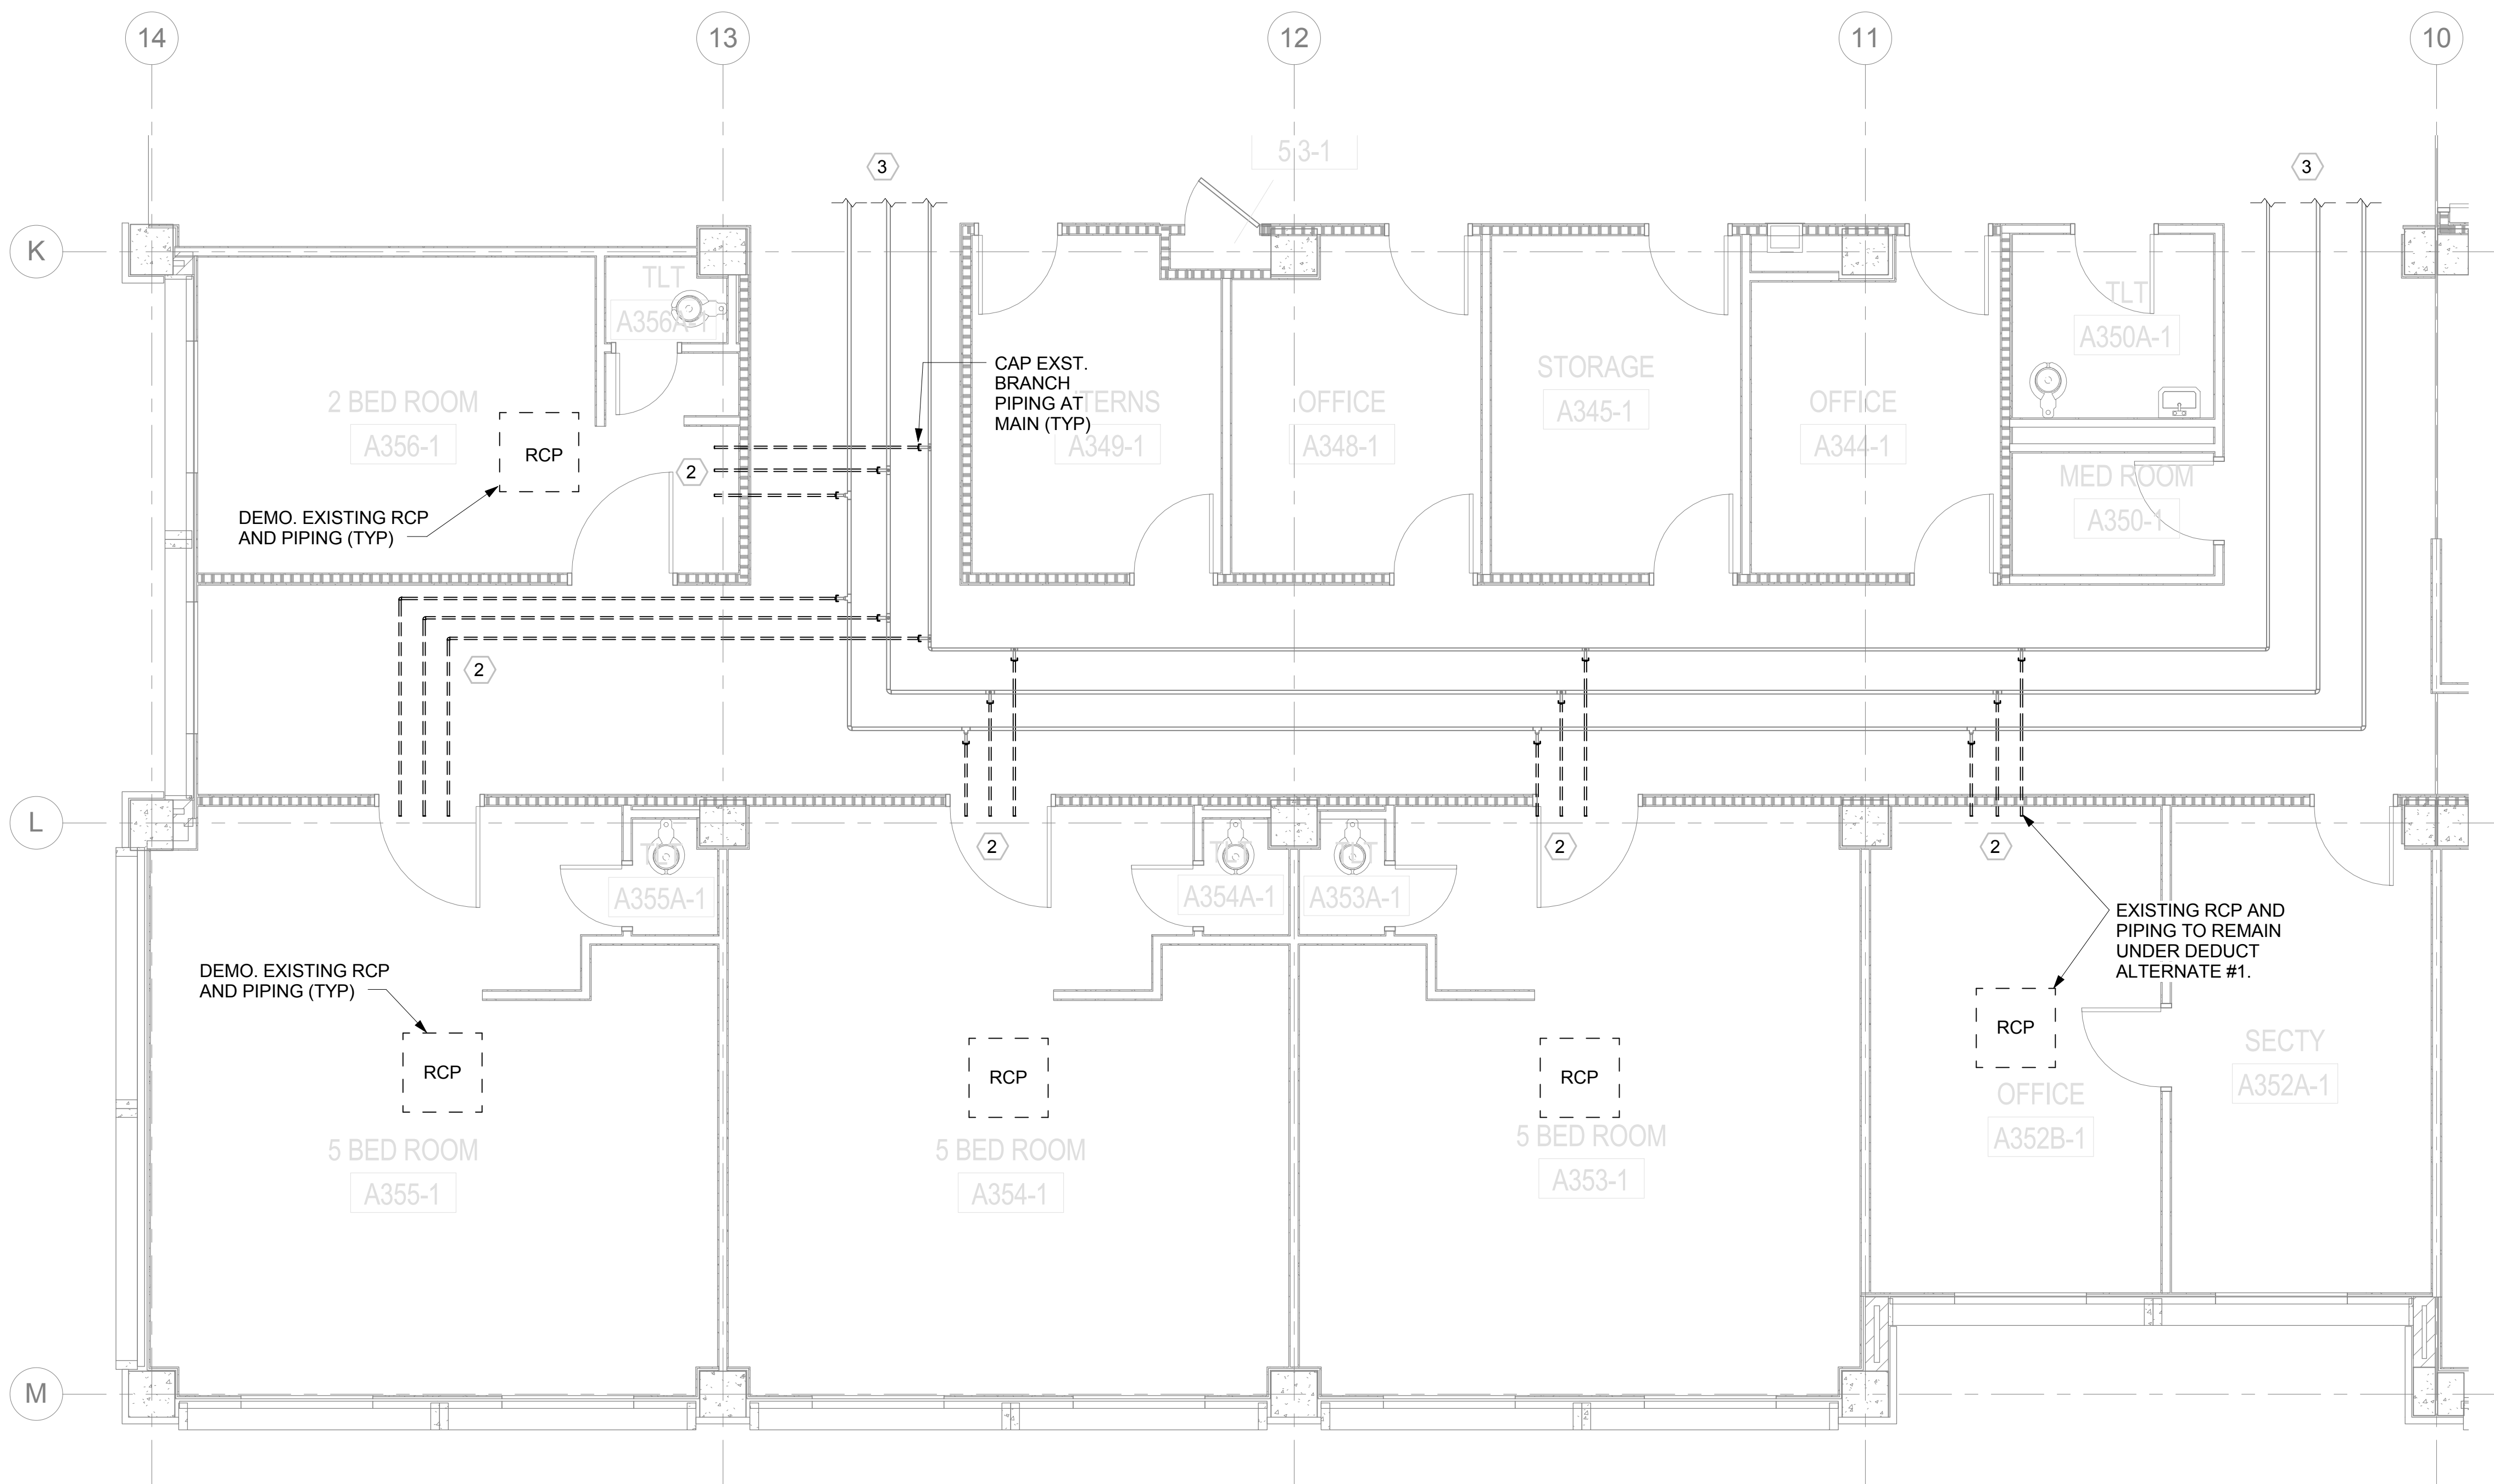 14
13
12
11
10
3
5 3-1
3
K
TLT
A356A-1
TLT
A350A-1
CAP EXST.
BRANCH
PIPING AT
MAIN (TYP)
TERNS
A349-1
OFFICE
A348-1
STORAGE
A345-1
OFFICE
A344-1
2 BED ROOM
A356-1
RCP
2
MED ROOM
A350-1
DEMO. EXISTING RCP
AND PIPING (TYP)
2
L
TLT
A355A-1
2
TLT
A354A-1
TLT
A353A-1
2
2
EXISTING RCP AND
PIPING TO REMAIN
UNDER DEDUCT
ALTERNATE #1.
DEMO. EXISTING RCP
AND PIPING (TYP)
RCP
RCP
RCP
RCP
SECTY
A352A-1
OFFICE
A352B-1
5 BED ROOM
A355-1
5 BED ROOM
A354-1
5 BED ROOM
A353-1
M